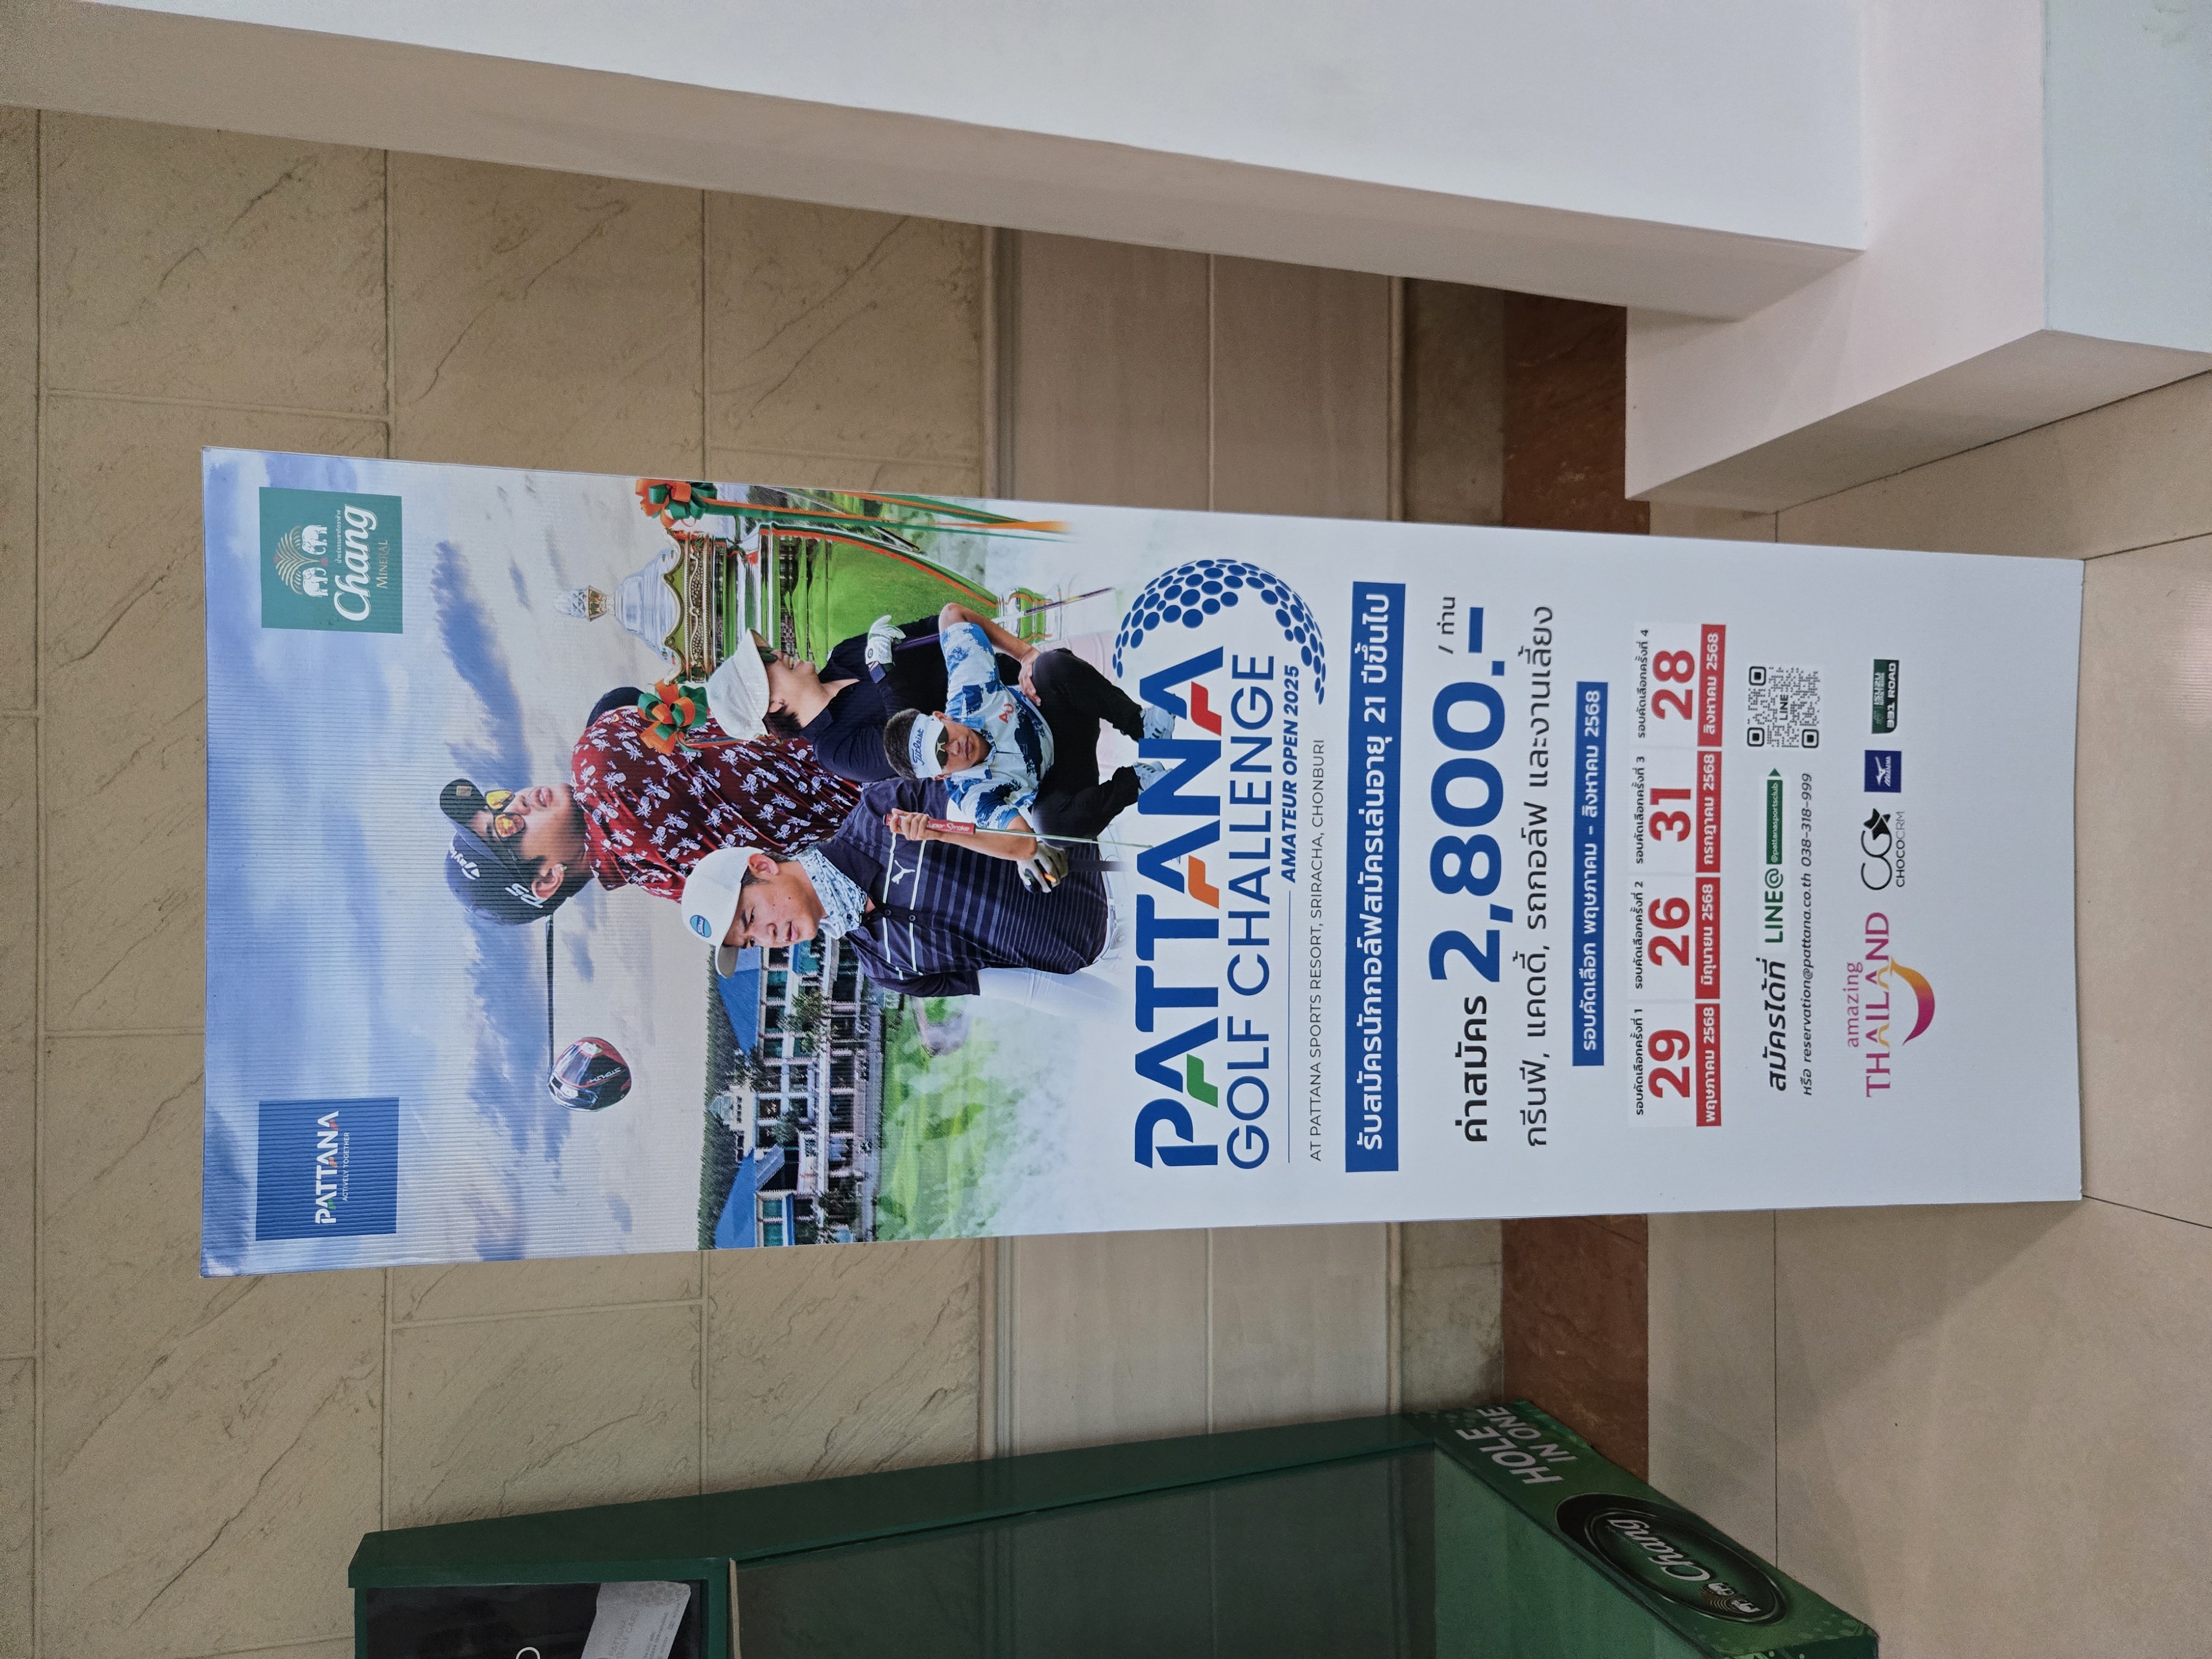 PATTANA
ACTIVELY TOGETHER
Chang
MINERAL
PATTANA
GOLF CHALLENGE
AMATEUR OPEN 2025
AT PATTANA SPORTS RESORT, SRIRACHA, CHONBURI
รับสมัครนักกอล์ฟสมัครเล่นอายุ 21 ปีขึ้นไป
ค่าสมัคร 2,800.- / ท่าน
กรีนฟี, แคดดี้, รถกอล์ฟ และงานเลี้ยง
รอบคัดเลือก พฤษภาคม - สิงหาคม 2568
รอบคัดเลือกครั้งที่ 1 รอบคัดเลือกครั้งที่ 2 รอบคัดเลือกครั้งที่ 3 รอบคัดเลือกครั้งที่ 4
29 26 31 28
พฤษภาคม 2568 มิถุนายน 2568 กรกฎาคม 2568 สิงหาคม 2568
สมัครได้ที่ LINE@ @pattanasportsclub
LINE
หรือ reservation@pattana.co.th 038-318-999
amazing
THAILAND
CHOCOCRM
MIZUNO
ISUZU
331 ROAD
HOLE
IN ONE
Chang
PATTANA
GOLF CARD
Titleist